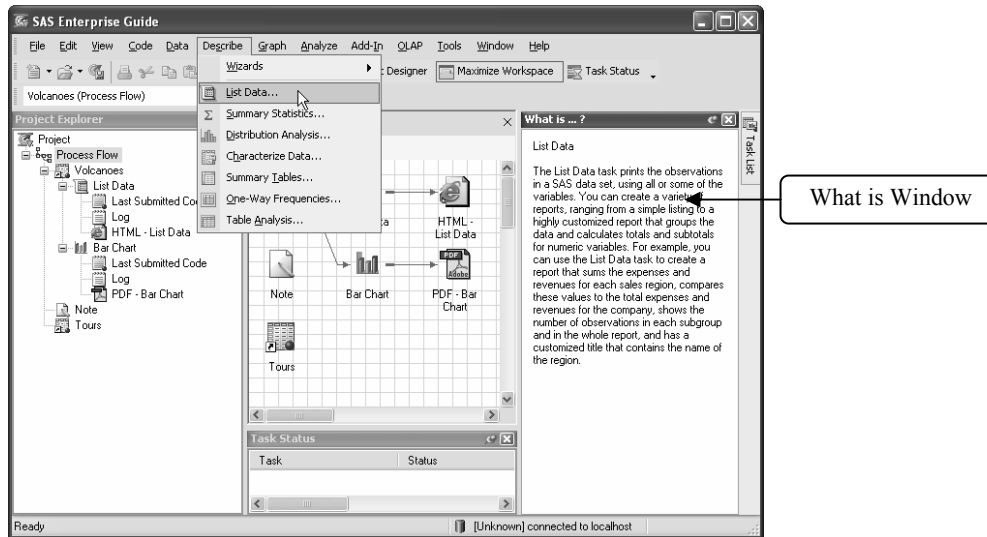 SAS Enterprise Guide
File Edit View Code Data Describe Graph Analyze Add-In OLAP Tools Window Help
Designer Maximize Workspace Task Status
Volcanoes (Process Flow)
Wizards
List Data...
Summary Statistics...
Distribution Analysis...
Characterize Data...
Summary Tables...
One-Way Frequencies...
Table Analysis...
Project Explorer
Project
Process Flow
Volcanoes
List Data
Last Submitted Co
Log
HTML - List Data
Bar Chart
Last Submitted Code
Log
PDF - Bar Chart
Note
Tours
HTML -
List Data
Note
Bar Chart
PDF - Bar
Chart
Tours
Task Status
Task Status
What is ... ?
List Data
The List Data task prints the observations
in a SAS data set, using all or some of the
variables. You can create a variety of
reports, ranging from a simple listing to a
highly customized report that groups the
data and calculates totals and subtotals
for numeric variables. For example, you
can use the List Data task to create a
report that sums the expenses and
revenues for each sales region, compares
these values to the total expenses and
revenues for the company, shows the
number of observations in each subgroup
and in the whole report, and has a
customized title that contains the name of
the region.
Task List
What is Window
Ready
[Unknown] connected to localhost